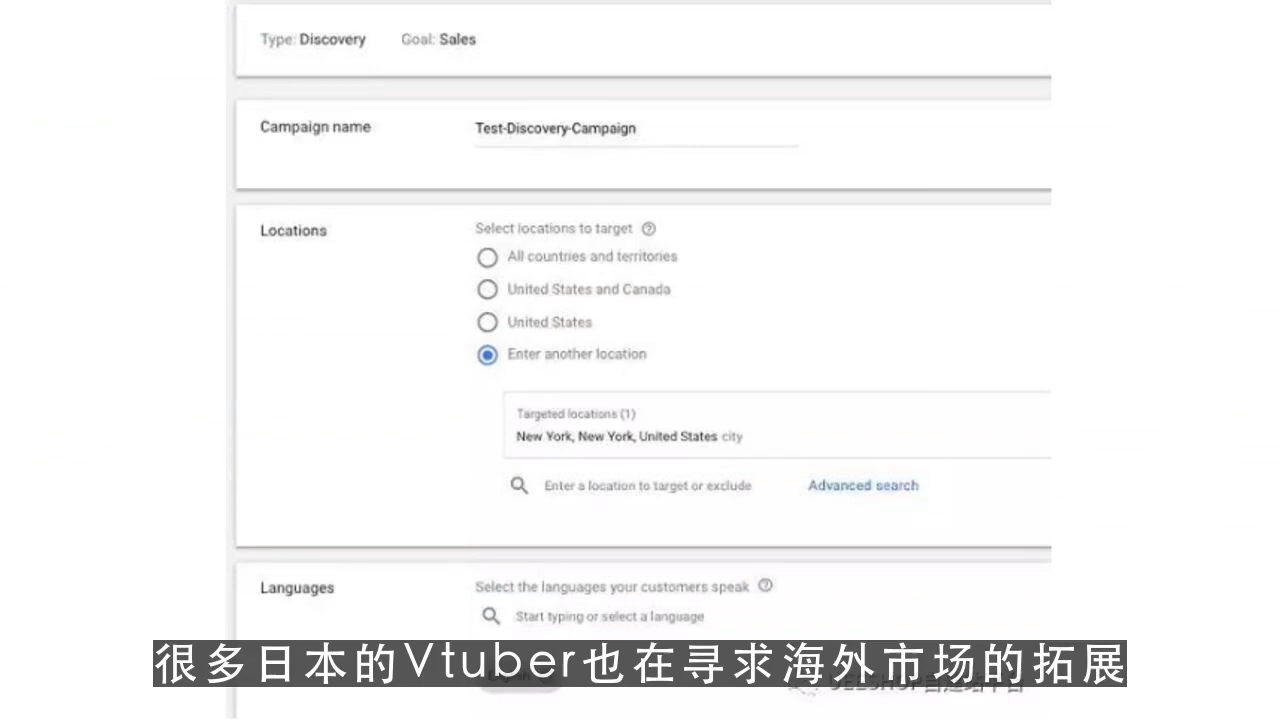 Type: Discovery Goal: Sales
Campaign name Test-Discovery-Campaign
Locations Select locations to target
All countries and territories
United States and Canada
United States
Enter another location
Targeted locations (1)
New York, New York, United States city
Enter a location to target or exclude Advanced search
Languages Select the languages your customers speak
Start typing or select a language
很多日本的Vtuber也在寻求海外市场的拓展
English